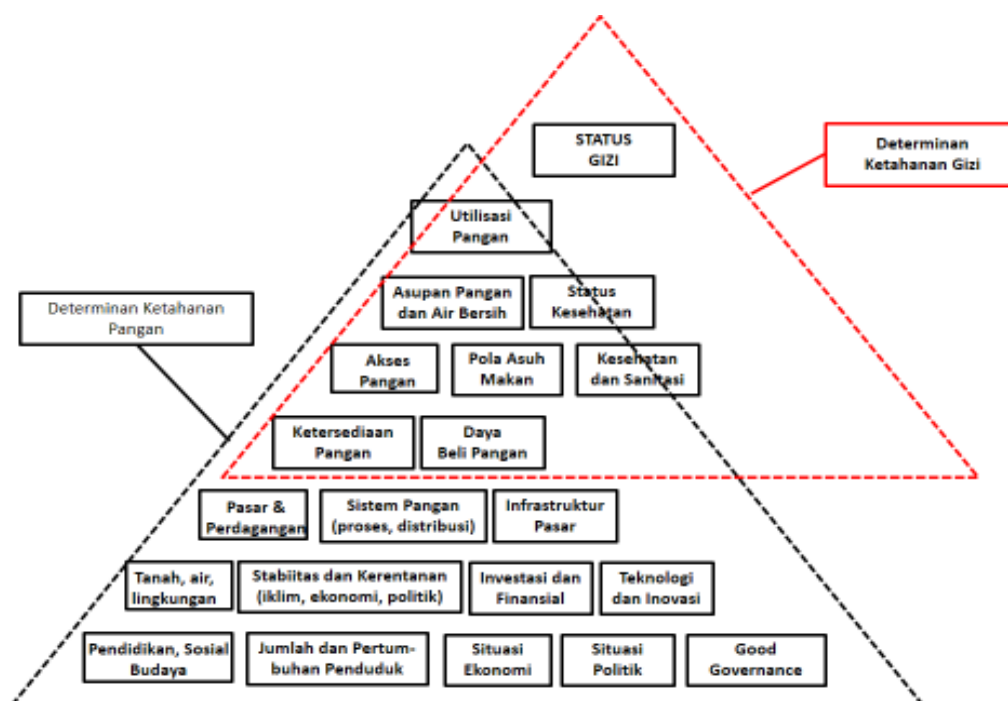 STATUS
GIZI
Determinan
Ketahanan Gizi
Utilisasi
Pangan
Determinan Ketahanan
Pangan
Asupan Pangan
dan Air Bersih
Status
Kesehatan
Akses
Pangan
Pola Asuh
Makan
Kesehatan
dan Sanitasi
Ketersediaan
Pangan
Daya
Beli Pangan
Pasar &
Perdagangan
Sistem Pangan
(proses, distribusi)
Infrastruktur
Pasar
Tanah, air,
lingkungan
Stabiitas dan Kerentanan
(iklim, ekonomi, politik)
Investasi dan
Finansial
Teknologi
dan Inovasi
Pendidikan, Sosial
Budaya
Jumlah dan Pertum-
buhan Penduduk
Situasi
Ekonomi
Situasi
Politik
Good
Governance